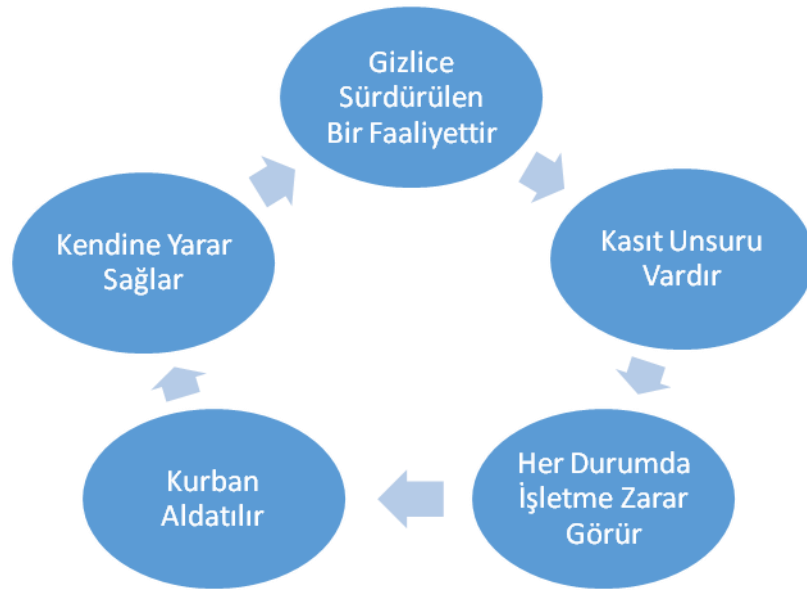 Gizlice
Sürdürülen
Bir Faaliyettir
Kasıt Unsuru
Vardır
Her Durumda
İşletme Zarar
Görür
Kurban
Aldatılır
Kendine Yarar
Sağlar